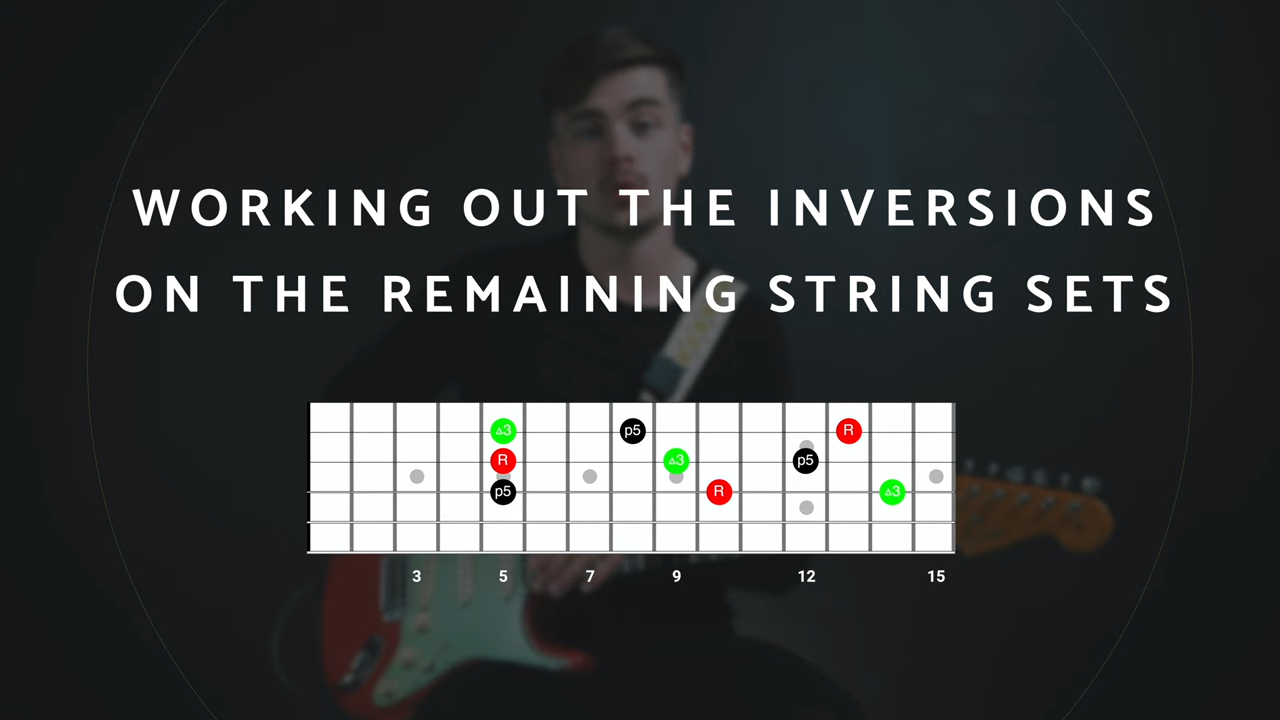 WORKING OUT THE INVERSIONS
ON THE REMAINING STRING SETS
Δ3 p5 R
R Δ3 p5
p5 R Δ3
3 5 7 9 12 15